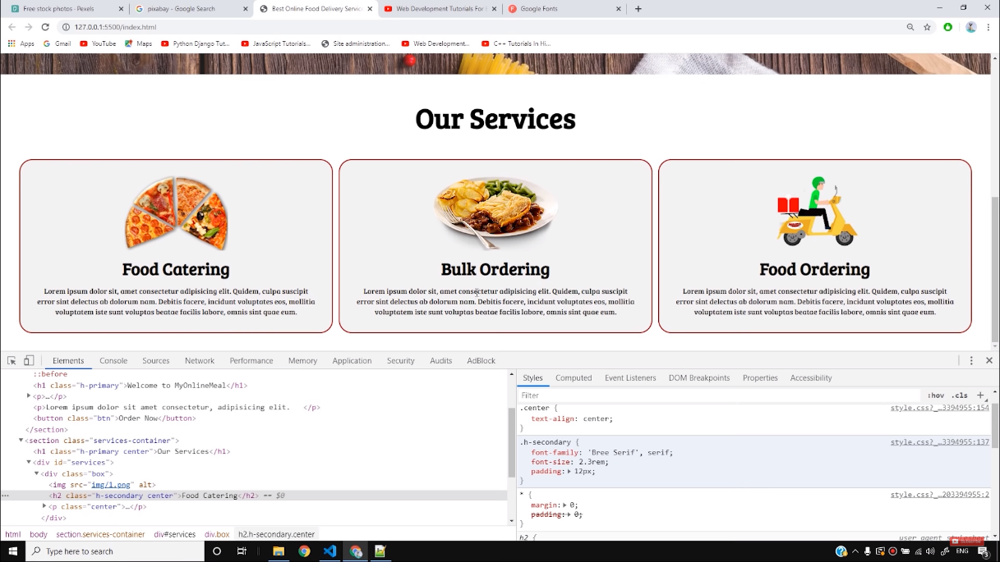 Free stock photos - Pexels
pixabay - Google Search
Best Online Food Delivery Servic
Web Development Tutorials For
Google Fonts
127.0.0.1:5500/index.html
Apps Gmail YouTube Maps Python Django Tut... JavaScript Tutorials... Site administration... Web Development... C++ Tutorials In Hi...
Our Services
Food Catering
Lorem ipsum dolor sit, amet consectetur adipisicing elit. Quidem, culpa suscipit
error sint delectus ab dolorum nam. Debitis facere, incidunt voluptates eos, mollitia
voluptatem iste sunt voluptas beatae facilis labore, omnis sint quae eum.
Bulk Ordering
Lorem ipsum dolor sit, amet consectetur adipisicing elit. Quidem, culpa suscipit
error sint delectus ab dolorum nam. Debitis facere, incidunt voluptates eos, mollitia
voluptatem iste sunt voluptas beatae facilis labore, omnis sint quae eum.
Food Ordering
Lorem ipsum dolor sit, amet consectetur adipisicing elit. Quidem, culpa suscipit
error sint delectus ab dolorum nam. Debitis facere, incidunt voluptates eos, mollitia
voluptatem iste sunt voluptas beatae facilis labore, omnis sint quae eum.
Elements Console Sources Network Performance Memory Application Security Audits AdBlock
::before
<h1 class="h-primary">Welcome to MyOnlineMeal</h1>
<p>…</p>
<p>Lorem ipsum dolor sit amet consectetur, adipisicing elit. </p>
<button class="btn">Order Now</button>
</section>
<section class="services-container">
<h1 class="h-primary center">Our Services</h1>
<div id="services">
<div class="box">
<img src="img/1.png" alt>
<h2 class="h-secondary center">Food Catering</h2> == $0
<p class="center">…</p>
</div>
html body section.services-container div#services div.box h2.h-secondary.center
Styles Computed Event Listeners DOM Breakpoints Properties Accessibility
Filter :hov .cls +
.center { style.css?_…3394955:154
text-align: center;
}
.h-secondary { style.css?_…3394955:137
font-family: 'Bree Serif', serif;
font-size: 2.3rem;
padding: 12px;
}
* { style.css?_…203394955:2
margin: 0;
padding: 0;
}
h2 { user agent stylesheet
Type here to search
ENG